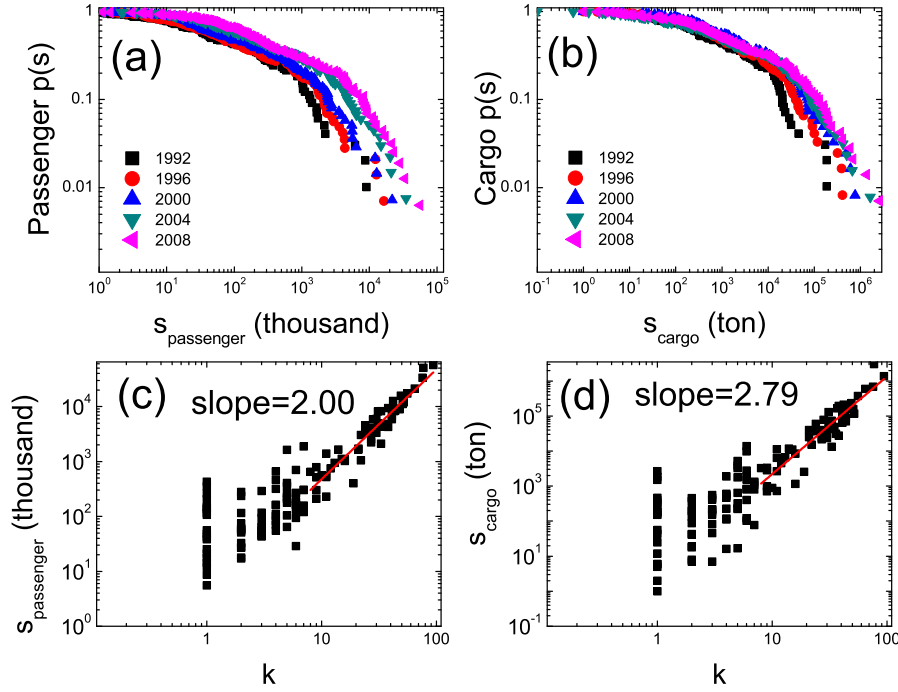 (a)
Passenger p(s)
1
0.1
0.01
1992
1996
2000
2004
2008
10^0 10^1 10^2 10^3 10^4 10^5
s_passenger (thousand)
(b)
Cargo p(s)
1
0.1
0.01
1992
1996
2000
2004
2008
10^-1 10^0 10^1 10^2 10^3 10^4 10^5 10^6
s_cargo (ton)
(c)
slope=2.00
s_passenger (thousand)
10^4
10^3
10^2
10^1
10^0
1 10 100
k
(d)
slope=2.79
s_cargo (ton)
10^5
10^3
10^1
10^-1
1 10 100
k